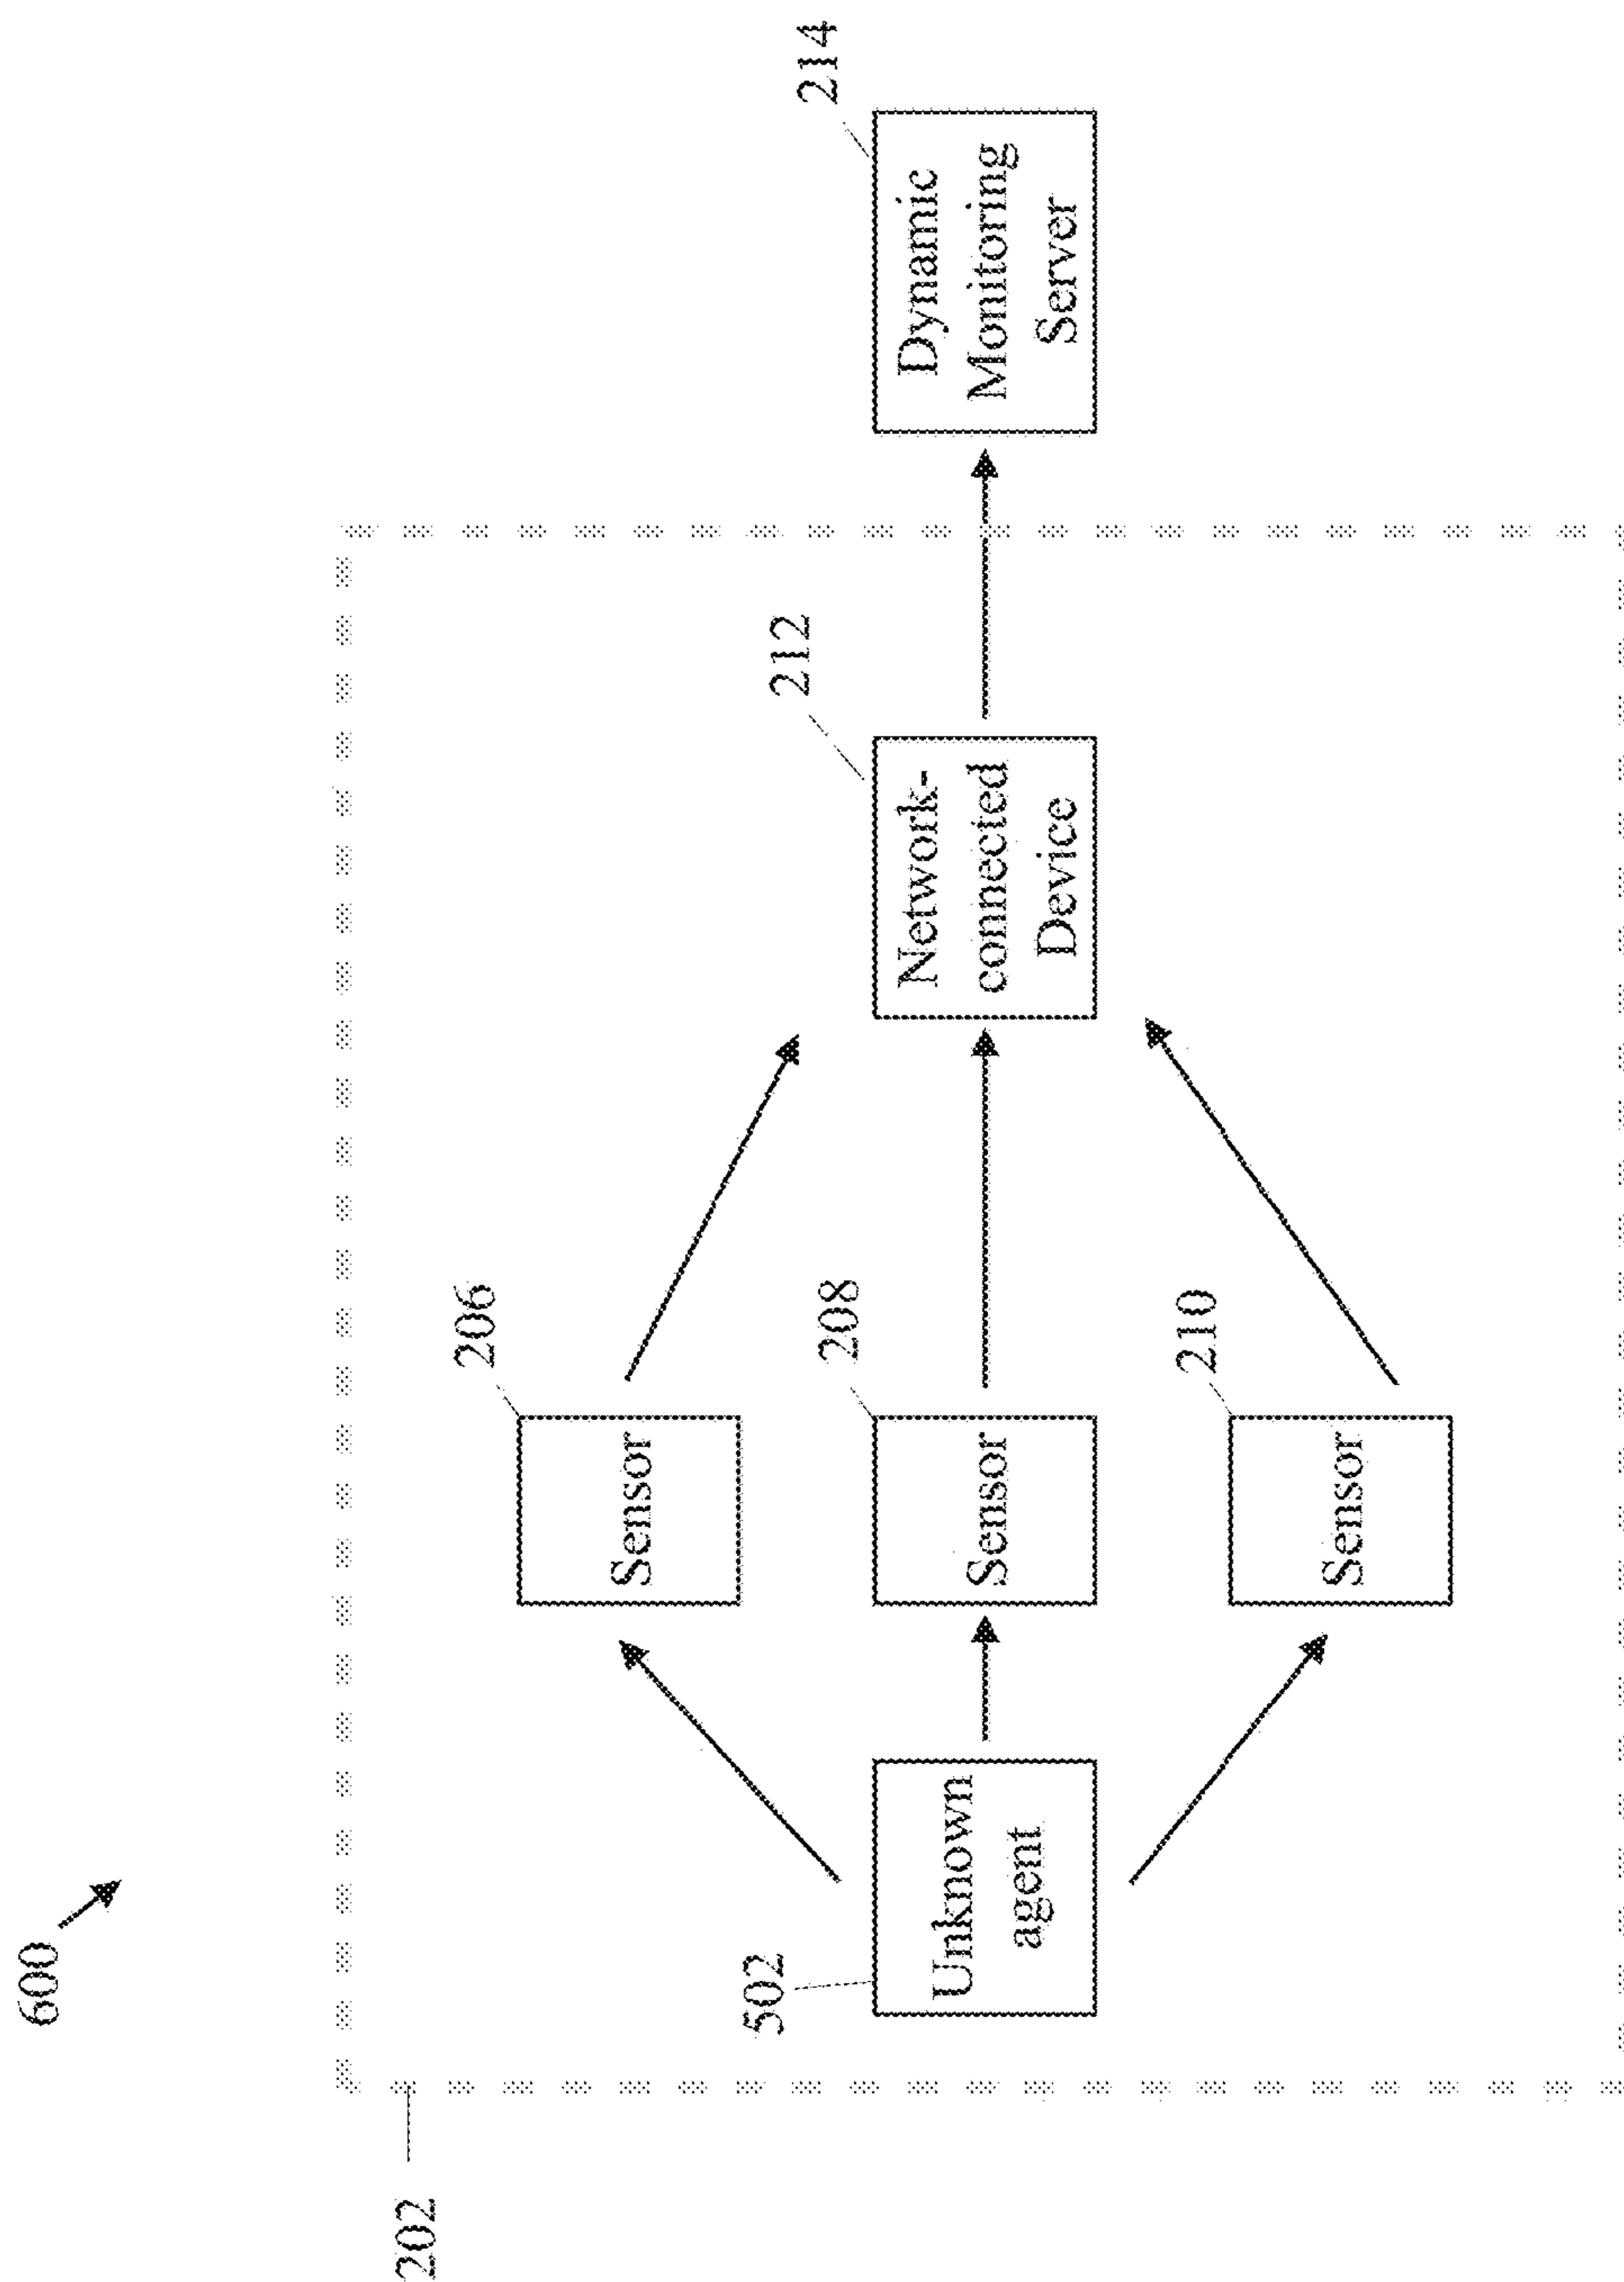 600
202
502
Unknown
agent
206
Sensor
208
Sensor
210
Sensor
212
Network-
connected
Device
214
Dynamic
Monitoring
Server